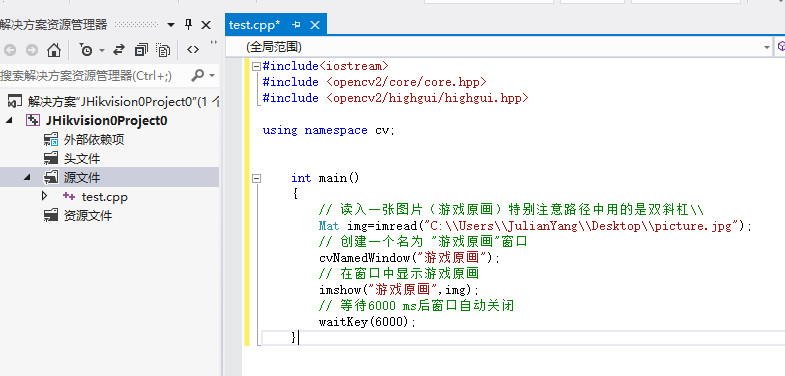 解决方案资源管理器
搜索解决方案资源管理器(Ctrl+;)
解决方案"JHikvision0Project0"(1 个
JHikvision0Project0
外部依赖项
头文件
源文件
test.cpp
资源文件
test.cpp*
(全局范围)
#include<iostream>
#include <opencv2/core/core.hpp>
#include <opencv2/highgui/highgui.hpp>
using namespace cv;
int main()
{
// 读入一张图片（游戏原画）特别注意路径中用的是双斜杠\\
Mat img=imread("C:\\Users\\JulianYang\\Desktop\\picture.jpg");
// 创建一个名为 "游戏原画"窗口
cvNamedWindow("游戏原画");
// 在窗口中显示游戏原画
imshow("游戏原画",img);
// 等待6000 ms后窗口自动关闭
waitKey(6000);
}